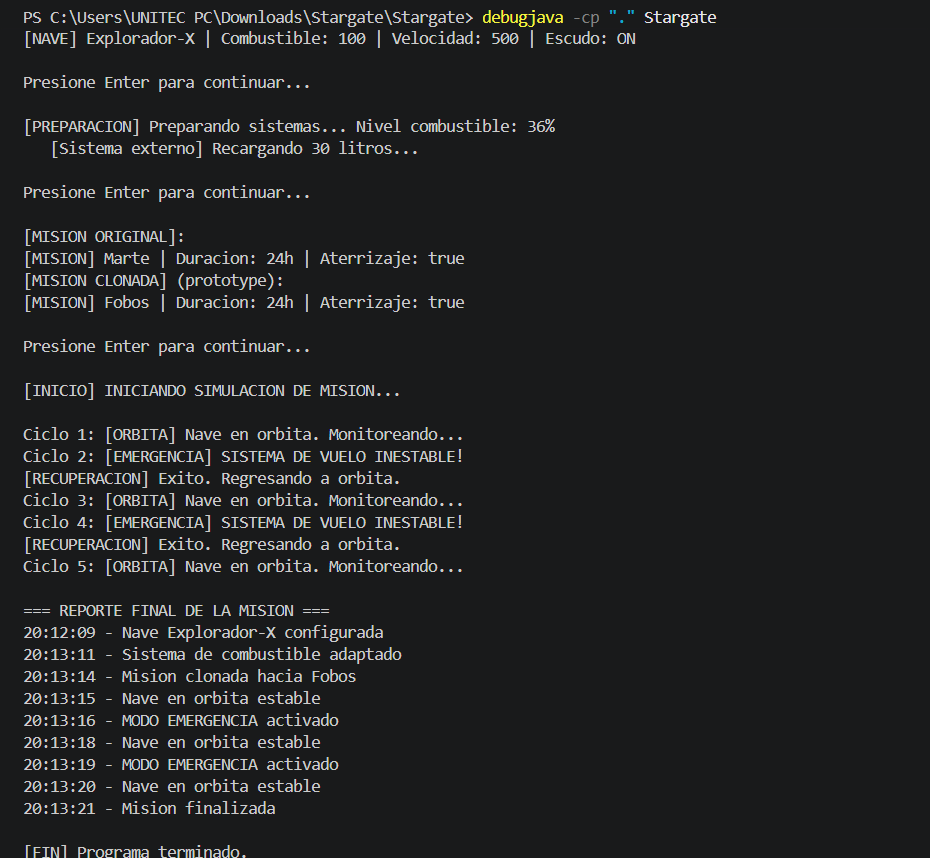 PS C:\Users\UNITEC PC\Downloads\Stargate\Stargate> debugjava -cp "." Stargate
[NAVE] Explorador-X | Combustible: 100 | Velocidad: 500 | Escudo: ON
Presione Enter para continuar...
[PREPARACION] Preparando sistemas... Nivel combustible: 36%
[Sistema externo] Recargando 30 litros...
Presione Enter para continuar...
[MISION ORIGINAL]:
[MISION] Marte | Duracion: 24h | Aterrizaje: true
[MISION CLONADA] (prototype):
[MISION] Fobos | Duracion: 24h | Aterrizaje: true
Presione Enter para continuar...
[INICIO] INICIANDO SIMULACION DE MISION...
Ciclo 1: [ORBITA] Nave en orbita. Monitoreando...
Ciclo 2: [EMERGENCIA] SISTEMA DE VUELO INESTABLE!
[RECUPERACION] Exito. Regresando a orbita.
Ciclo 3: [ORBITA] Nave en orbita. Monitoreando...
Ciclo 4: [EMERGENCIA] SISTEMA DE VUELO INESTABLE!
[RECUPERACION] Exito. Regresando a orbita.
Ciclo 5: [ORBITA] Nave en orbita. Monitoreando...
=== REPORTE FINAL DE LA MISION ===
20:12:09 - Nave Explorador-X configurada
20:13:11 - Sistema de combustible adaptado
20:13:14 - Mision clonada hacia Fobos
20:13:15 - Nave en orbita estable
20:13:16 - MODO EMERGENCIA activado
20:13:18 - Nave en orbita estable
20:13:19 - MODO EMERGENCIA activado
20:13:20 - Nave en orbita estable
20:13:21 - Mision finalizada
[FIN] Programa terminado.